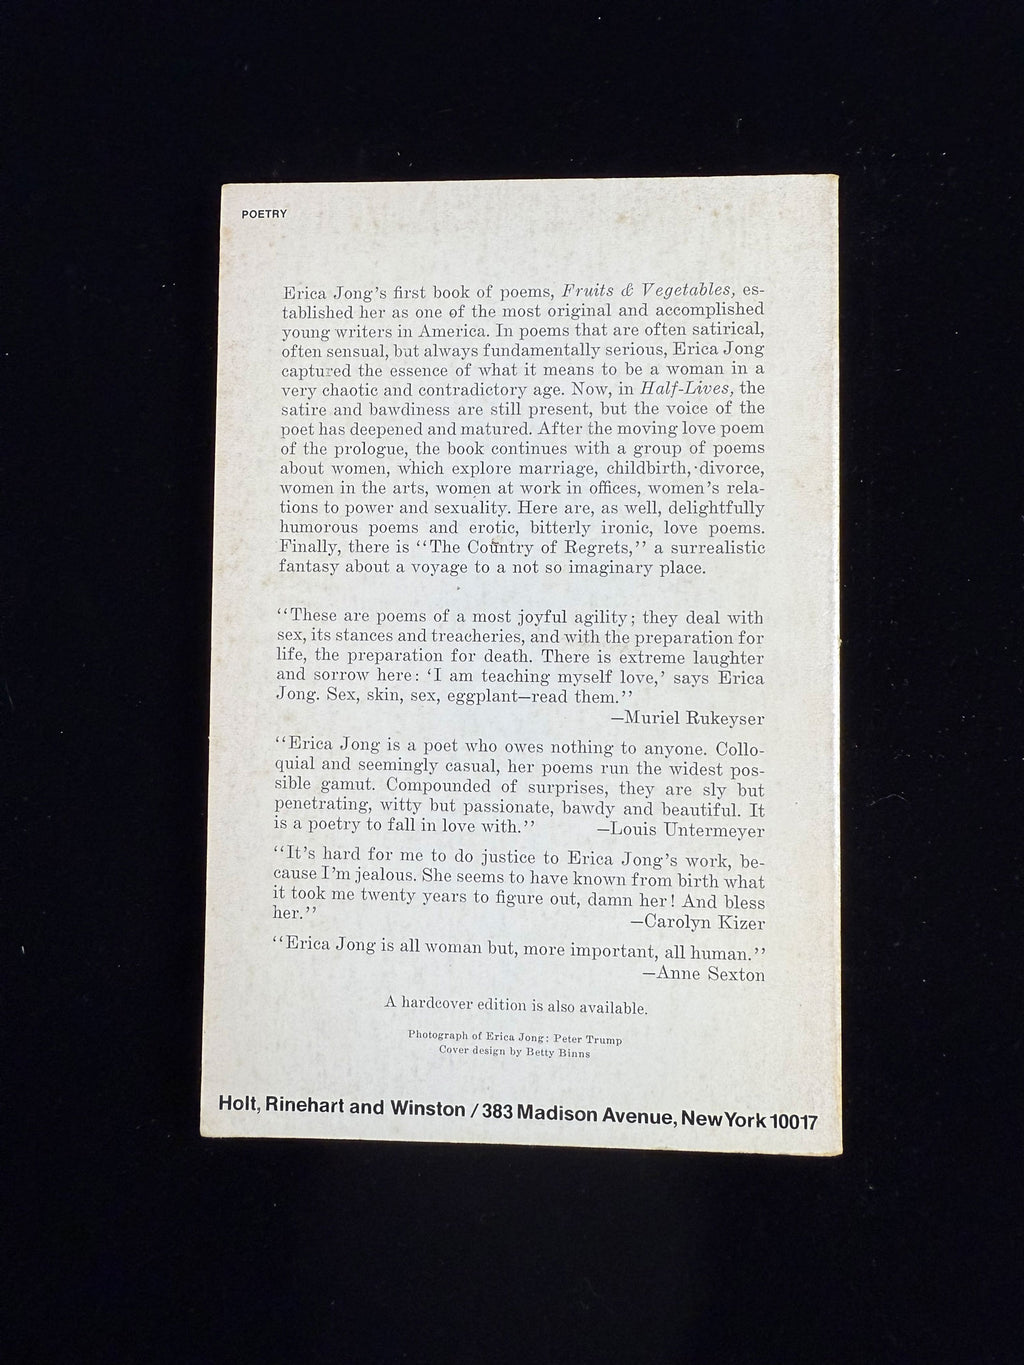 POETRY
Erica Jong's first book of poems, Fruits & Vegetables, es-
tablished her as one of the most original and accomplished
young writers in America. In poems that are often satirical,
often sensual, but always fundamentally serious, Erica Jong
captured the essence of what it means to be a woman in a
very chaotic and contradictory age. Now, in Half-Lives, the
satire and bawdiness are still present, but the voice of the
poet has deepened and matured. After the moving love poem
of the prologue, the book continues with a group of poems
about women, which explore marriage, childbirth, divorce,
women in the arts, women at work in offices, women's rela-
tions to power and sexuality. Here are, as well, delightfully
humorous poems and erotic, bitterly ironic, love poems.
Finally, there is "The Country of Regrets," a surrealistic
fantasy about a voyage to a not so imaginary place.
"These are poems of a most joyful agility; they deal with
sex, its stances and treacheries, and with the preparation for
life, the preparation for death. There is extreme laughter
and sorrow here: 'I am teaching myself love,' says Erica
Jong. Sex, skin, sex, eggplant—read them."
—Muriel Rukeyser
"Erica Jong is a poet who owes nothing to anyone. Collo-
quial and seemingly casual, her poems run the widest pos-
sible gamut. Compounded of surprises, they are sly but
penetrating, witty but passionate, bawdy and beautiful. It
is a poetry to fall in love with." —Louis Untermeyer
"It's hard for me to do justice to Erica Jong's work, be-
cause I'm jealous. She seems to have known from birth what
it took me twenty years to figure out, damn her! And bless
her." —Carolyn Kizer
"Erica Jong is all woman but, more important, all human."
—Anne Sexton
A hardcover edition is also available.
Photograph of Erica Jong: Peter Trump
Cover design by Betty Binns
Holt, Rinehart and Winston / 383 Madison Avenue, New York 10017